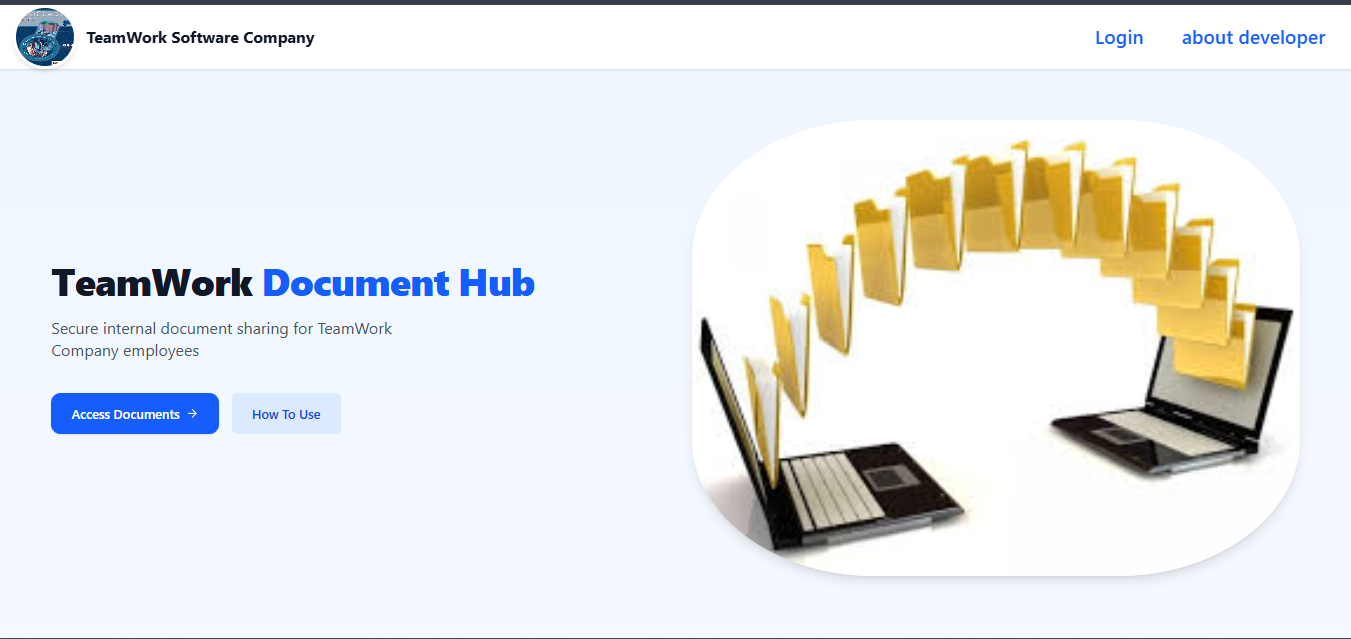 TeamWork Software Company
Login
about developer
TeamWork Document Hub
Secure internal document sharing for TeamWork
Company employees
Access Documents →
How To Use